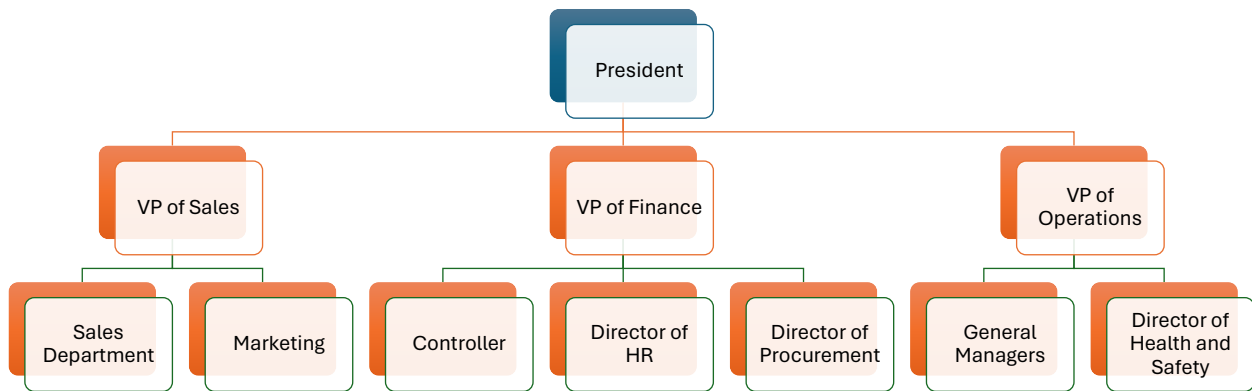 President
VP of Sales
VP of Finance
VP of
Operations
Sales
Department
Marketing
Controller
Director of
HR
Director of
Procurement
General
Managers
Director of
Health and
Safety